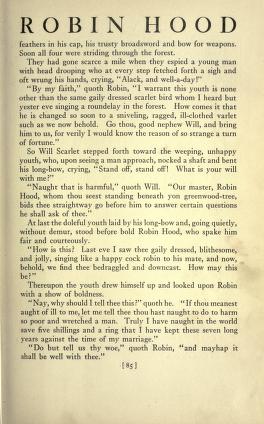 ROBIN HOOD
feathers in his cap, his trusty broadsword and bow for weapons.
Soon all four were striding through the forest.
They had gone scarce a mile when they espied a young man
with head drooping who at every step fetched forth a sigh and
oft wrung his hands, crying, "Alack, and well-a-day!"
"By my faith," quoth Robin, "I warrant this youth is none
other than the same gaily dressed scarlet bird whom I heard but
yester eve singing a roundelay in the forest. How comes it that
he is changed so soon to a sniveling, ragged, ill-clothed varlet
such as we now behold. Go thou, good nephew Will, and bring
him to us, for verily I would know the reason of so strange a turn
of fortune."
So Will Scarlet stepped forth toward the weeping, unhappy
youth, who, upon seeing a man approach, nocked a shaft and bent
his long-bow, crying, "Stand off, stand off! What is your will
with me?"
"Naught that is harmful," quoth Will. "Our master, Robin
Hood, whom thou seest standing beneath yon greenwood-tree,
bids thee straightway go before him to answer certain questions
he shall ask of thee."
At last the doleful youth laid by his long-bow and, going quietly,
without demur, stood before bold Robin Hood, who spake him
fair and courteously.
"How is this? Last eve I saw thee gaily dressed, blithesome,
and jolly, singing like a happy cock robin to his mate, and now,
behold, we find thee bedraggled and downcast. How may this
be?"
Thereupon the youth drew himself up and looked upon Robin
with a show of boldness.
"Nay, why should I tell thee this?" quoth he. "If thou meanest
aught of ill to me, let me tell thee thou hast naught to do to harm
so poor and wretched a man. Truly I have naught in the world
save five shillings and a ring that I have kept these seven long
years against the time of my marriage."
"Do but tell us thy woe," quoth Robin, "and mayhap it
shall be well with thee."
[85]